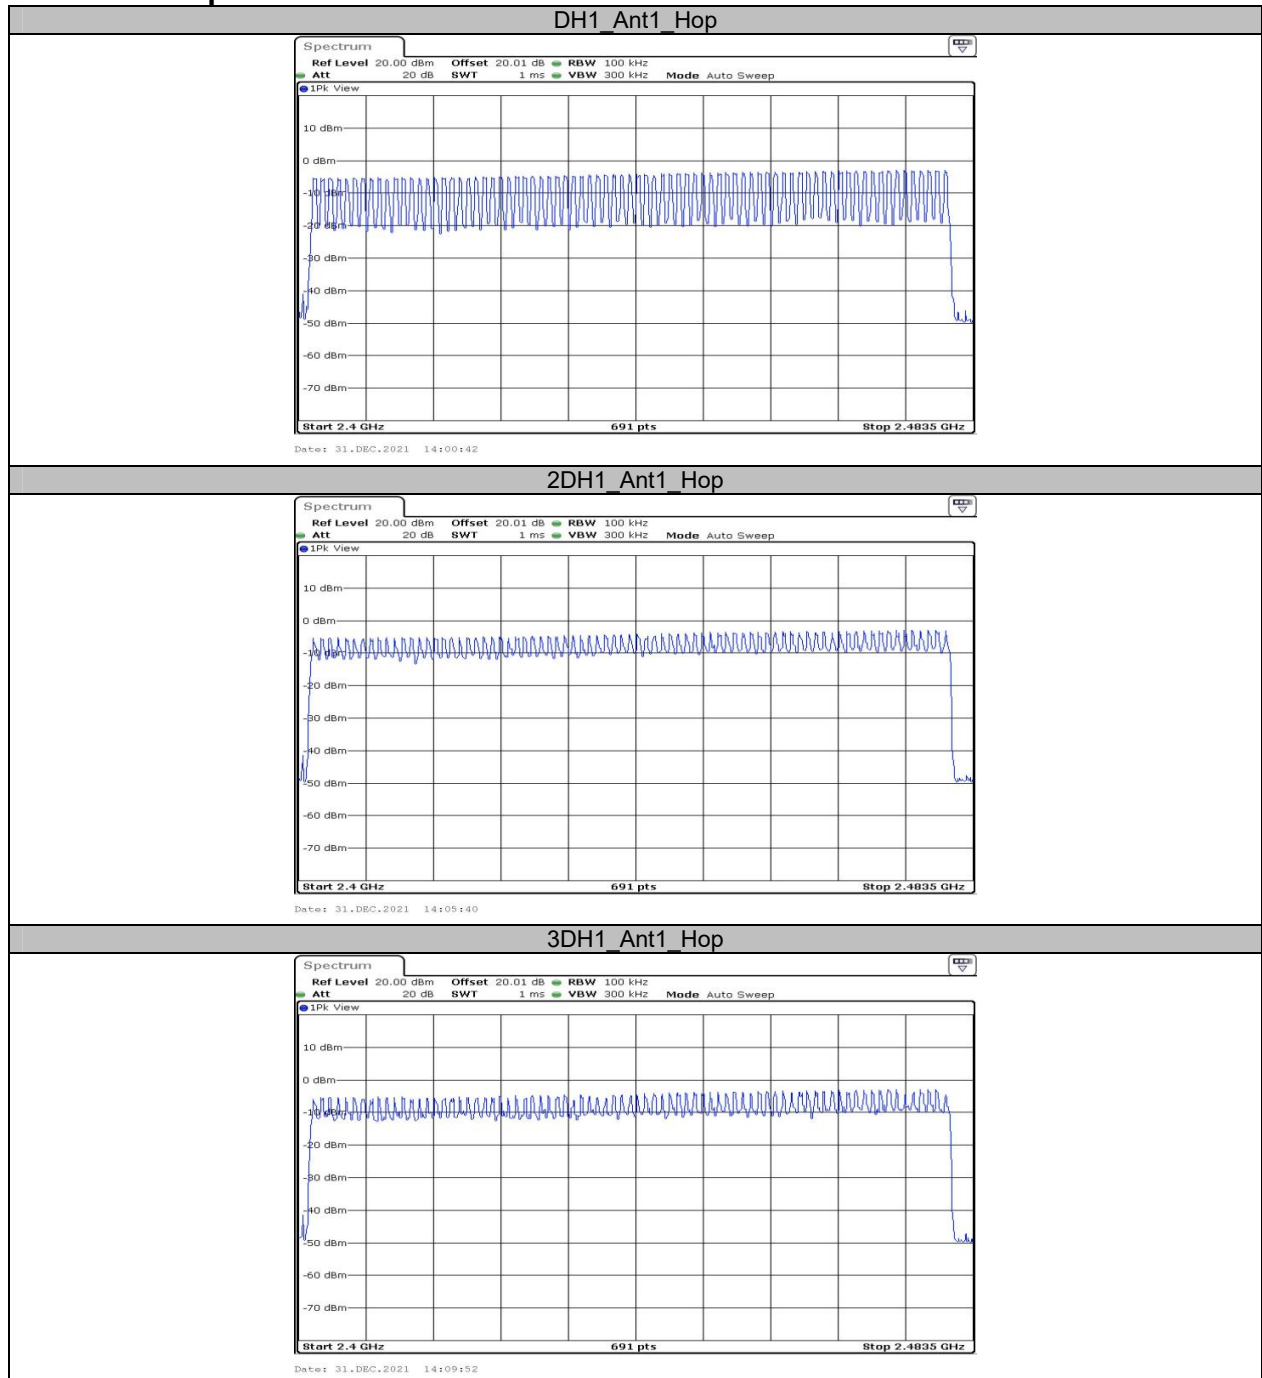 DH1_Ant1_Hop
Spectrum
Ref Level 20.00 dBm Offset 20.01 dB RBW 100 kHz
Att 20 dB SWT 1 ms VBW 300 kHz Mode Auto Sweep
1Pk View
10 dBm
0 dBm
-10 dBm
-20 dBm
-30 dBm
-40 dBm
-50 dBm
-60 dBm
-70 dBm
Start 2.4 GHz 691 pts Stop 2.4835 GHz
Date: 31.DEC.2021 14:00:42
2DH1_Ant1_Hop
Spectrum
Ref Level 20.00 dBm Offset 20.01 dB RBW 100 kHz
Att 20 dB SWT 1 ms VBW 300 kHz Mode Auto Sweep
1Pk View
10 dBm
0 dBm
-10 dBm
-20 dBm
-30 dBm
-40 dBm
-50 dBm
-60 dBm
-70 dBm
Start 2.4 GHz 691 pts Stop 2.4835 GHz
Date: 31.DEC.2021 14:05:40
3DH1_Ant1_Hop
Spectrum
Ref Level 20.00 dBm Offset 20.01 dB RBW 100 kHz
Att 20 dB SWT 1 ms VBW 300 kHz Mode Auto Sweep
1Pk View
10 dBm
0 dBm
-10 dBm
-20 dBm
-30 dBm
-40 dBm
-50 dBm
-60 dBm
-70 dBm
Start 2.4 GHz 691 pts Stop 2.4835 GHz
Date: 31.DEC.2021 14:09:52